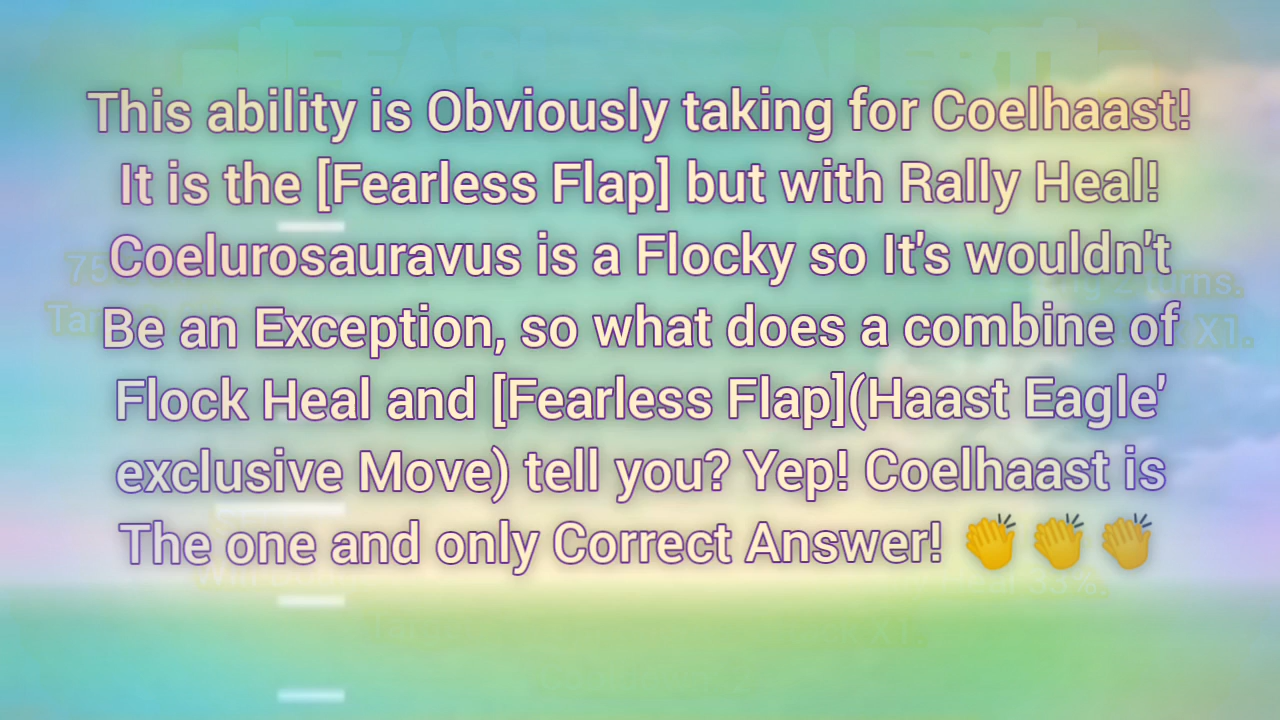 This ability is Obviously taking for Coelhaast!
It is the [Fearless Flap] but with Rally Heal!
Coelurosauravus is a Flocky so It's wouldn't
Be an Exception, so what does a combine of
Flock Heal and [Fearless Flap](Haast Eagle'
exclusive Move) tell you? Yep! Coelhaast is
The one and only Correct Answer! 👏 👏 👏